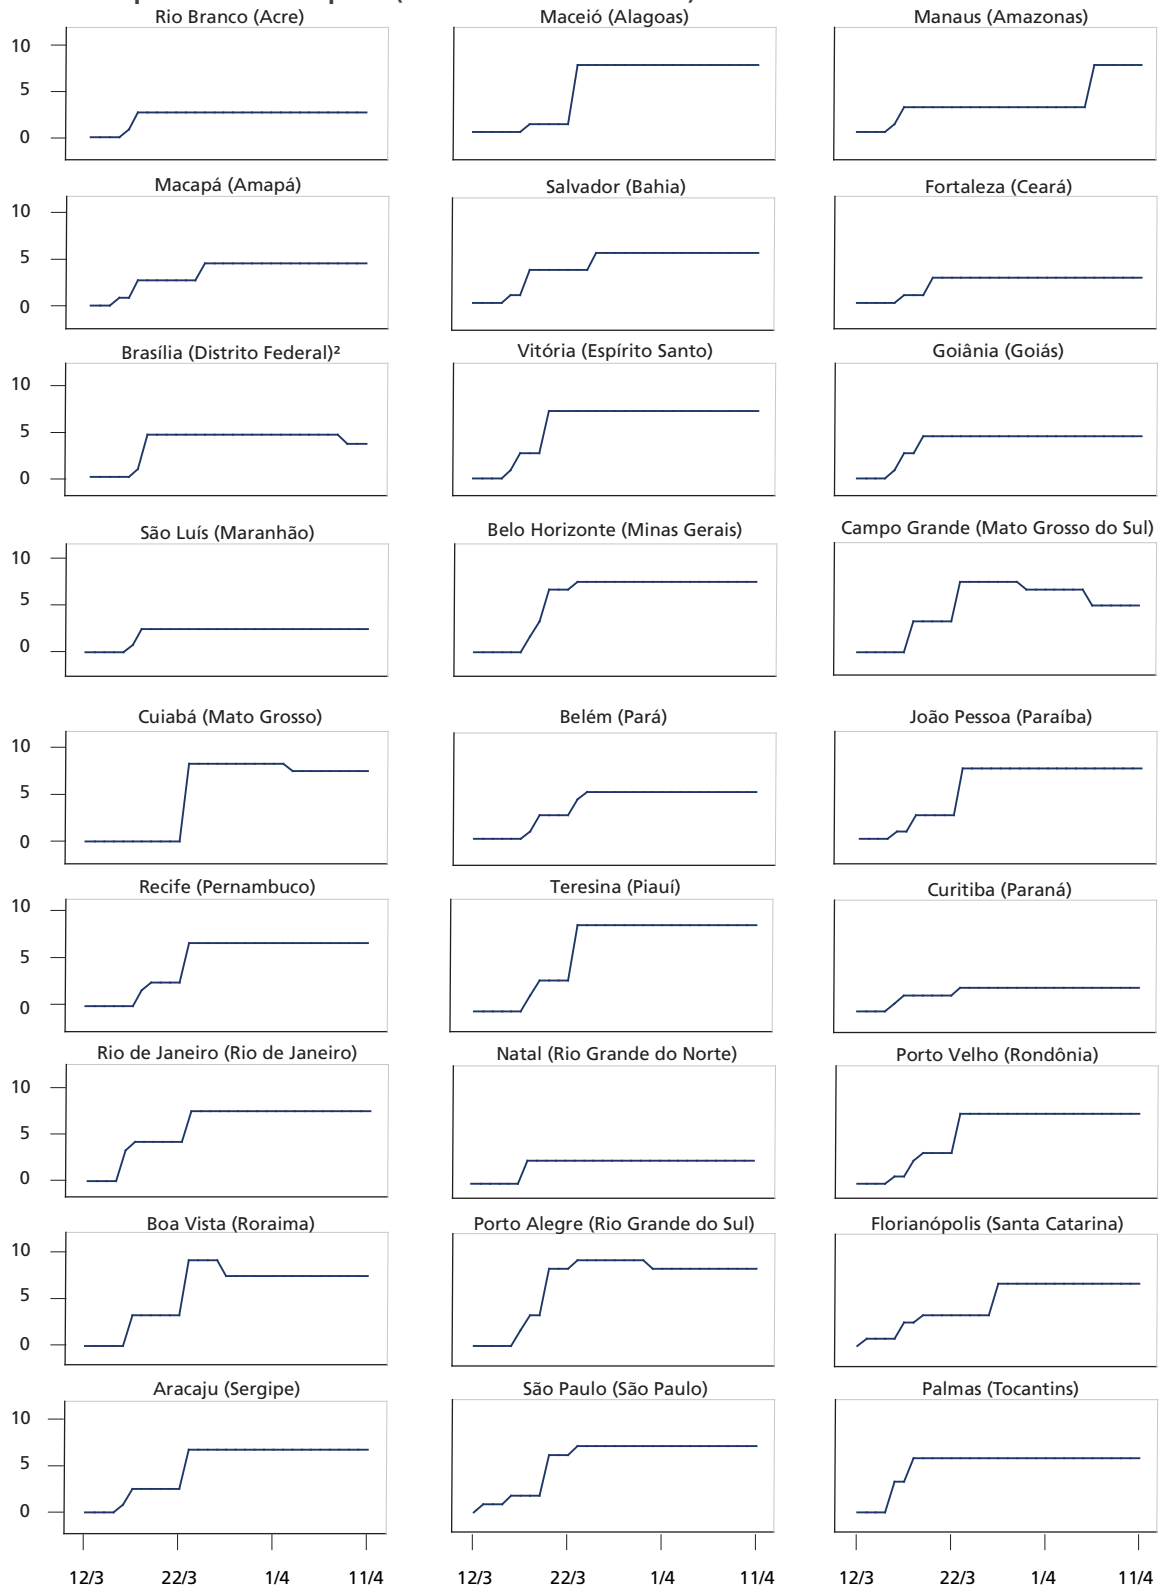 Rio Branco (Acre) Maceió (Alagoas) Manaus (Amazonas)
10
5
0
Macapá (Amapá) Salvador (Bahia) Fortaleza (Ceará)
10
5
0
Brasília (Distrito Federal)² Vitória (Espírito Santo) Goiânia (Goiás)
10
5
0
São Luís (Maranhão) Belo Horizonte (Minas Gerais) Campo Grande (Mato Grosso do Sul)
10
5
0
Cuiabá (Mato Grosso) Belém (Pará) João Pessoa (Paraíba)
10
5
0
Recife (Pernambuco) Teresina (Piauí) Curitiba (Paraná)
10
5
0
Rio de Janeiro (Rio de Janeiro) Natal (Rio Grande do Norte) Porto Velho (Rondônia)
10
5
0
Boa Vista (Roraima) Porto Alegre (Rio Grande do Sul) Florianópolis (Santa Catarina)
10
5
0
Aracaju (Sergipe) São Paulo (São Paulo) Palmas (Tocantins)
10
5
0
12/3 22/3 1/4 11/4 12/3 22/3 1/4 11/4 12/3 22/3 1/4 11/4